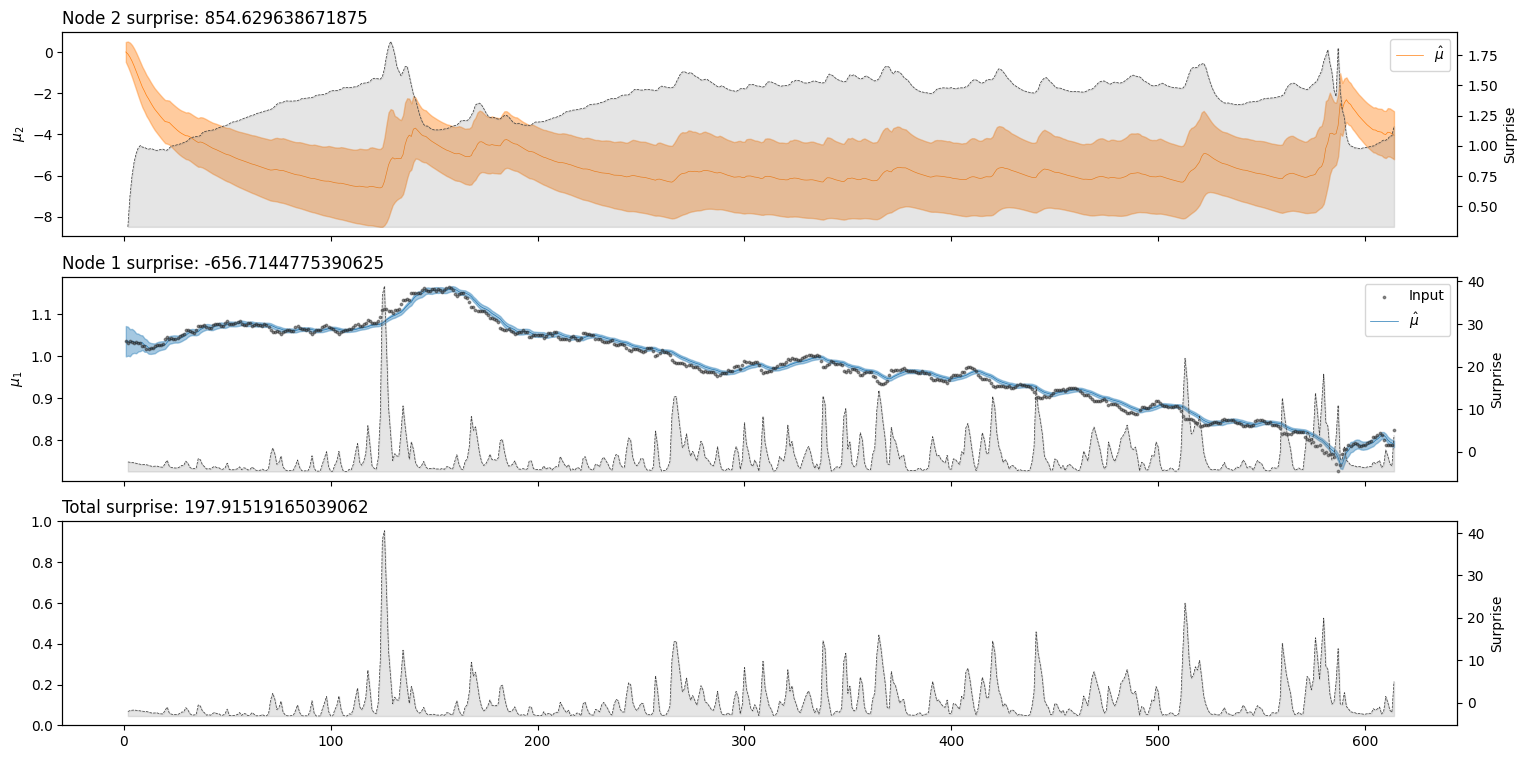 Node 2 surprise: 854.629638671875
0
−2
−4
−6
−8
μ2
μ̂
1.75
1.50
1.25
1.00
0.75
0.50
Surprise
Node 1 surprise: -656.7144775390625
1.1
1.0
0.9
0.8
μ1
Input
μ̂
40
30
20
10
0
Surprise
Total surprise: 197.91519165039062
1.0
0.8
0.6
0.4
0.2
0.0
40
30
20
10
0
Surprise
0 100 200 300 400 500 600